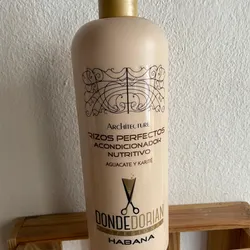 ARCHITECTURE
RIZOS PERFECTOS
ACONDICIONADOR
NUTRITIVO
AGUACATE Y KARITÉ
DONDEDORIAN
HABANA